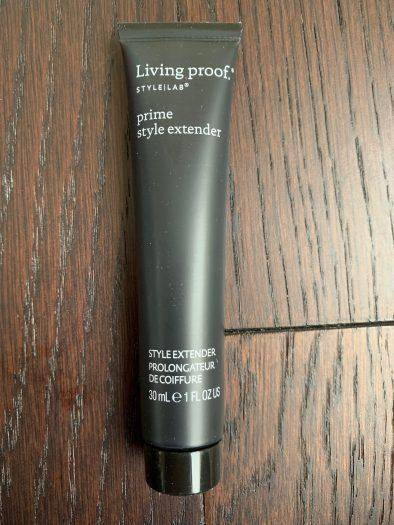 Living proof.®
STYLE|LAB®
prime
style extender
STYLE EXTENDER
PROLONGATEUR
DE COIFFURE
30 mL ℮ 1 FL OZ US